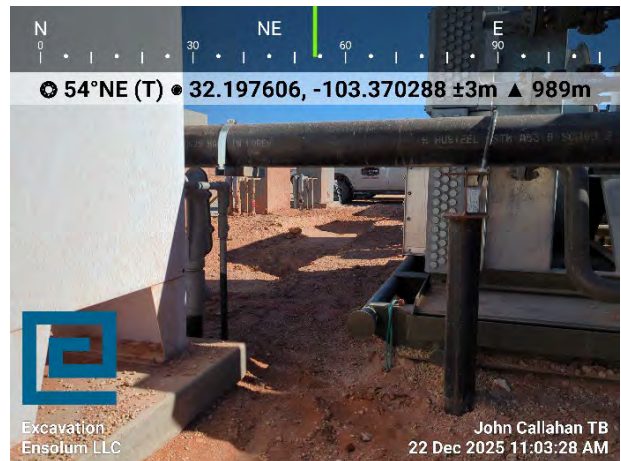 N NE E
0 30 60 90
54°NE (T) 32.197606, -103.370288 ±3m ▲ 989m
Excavation
Ensolum LLC
John Callahan TB
22 Dec 2025 11:03:28 AM